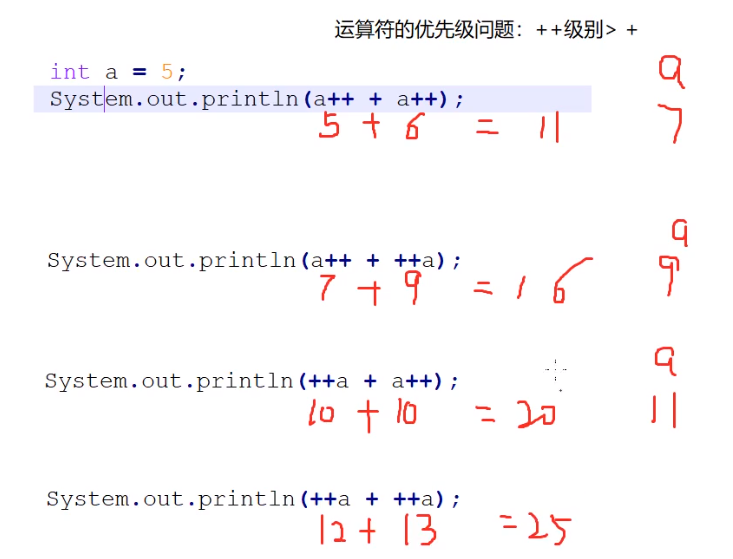 运算符的优先级问题：++级别> +
int a = 5;
System.out.println(a++ + a++);
5 + 6 = 11
a
7
System.out.println(a++ + ++a);
7 + 9 = 16
a
9
System.out.println(++a + a++);
10 + 10 = 20
a
11
System.out.println(++a + ++a);
12 + 13 = 25